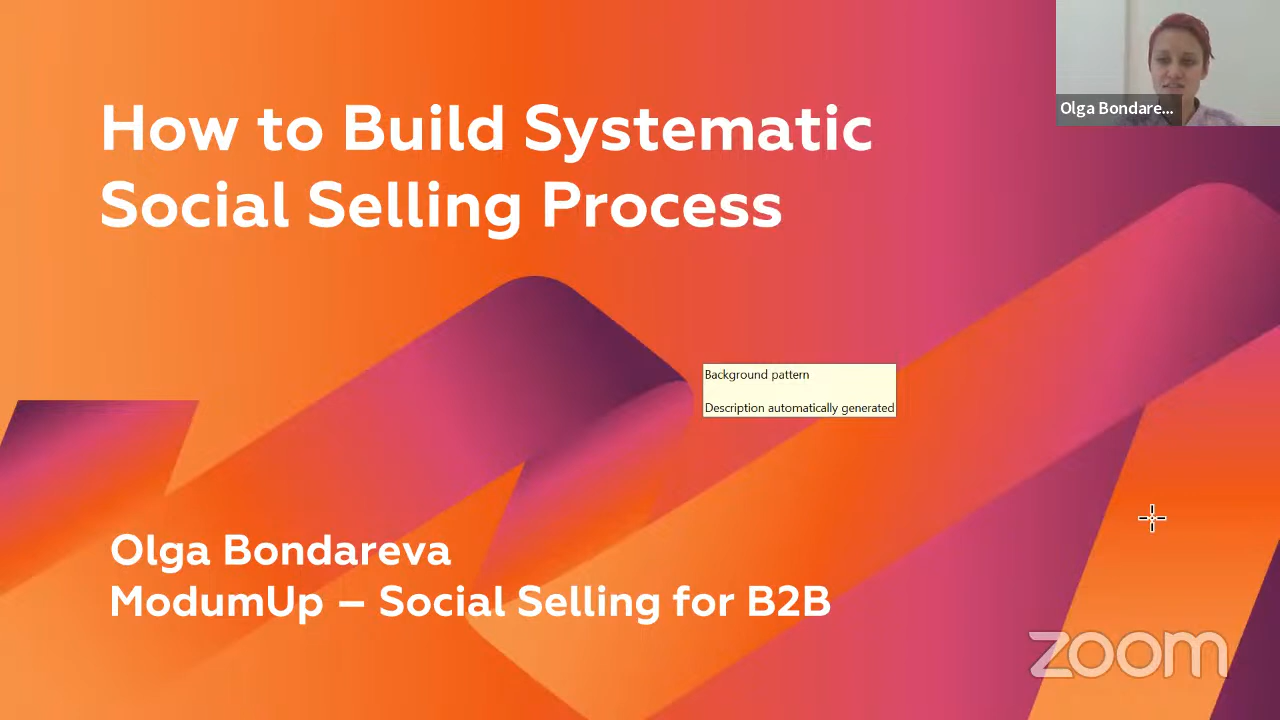 How to Build Systematic
Social Selling Process
Olga Bondare...
Background pattern
Description automatically generated
Olga Bondareva
ModumUp – Social Selling for B2B
zoom